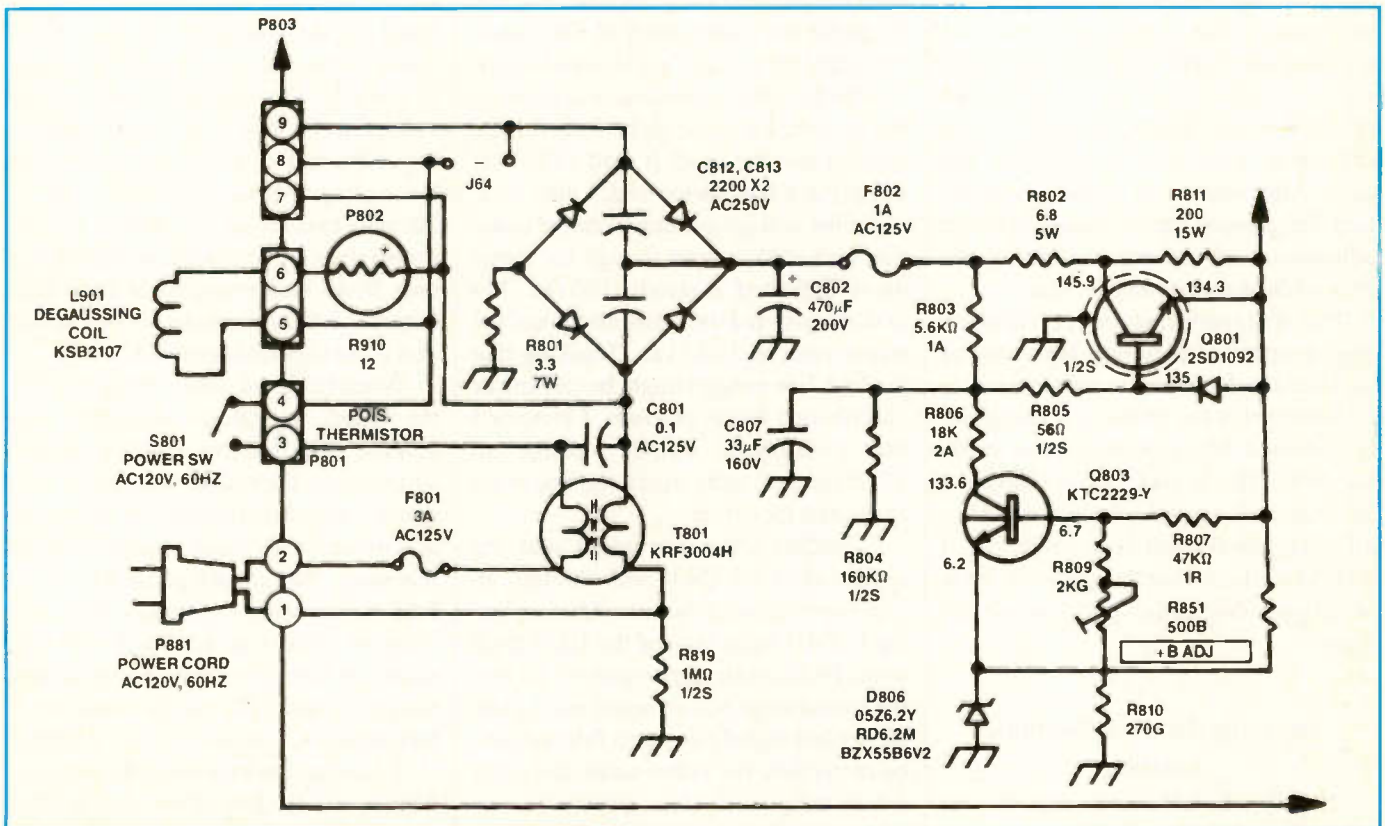 P803
9
8
7
J64
P802
6
5
R910
12
L901
DEGAUSSING
COIL
KSB2107
4
3
POIS.
THERMISTOR
P801
S801
POWER SW
AC120V, 60HZ
F801
3A
AC125V
2
1
P881
POWER CORD
AC120V, 60HZ
C812, C813
2200 X2
AC250V
R801
3.3
7W
C801
0.1
AC125V
T801
KRF3004H
R819
1MΩ
1/2S
F802
1A
AC125V
+
C802
470μF
200V
C807
33μF
160V
R804
160KΩ
1/2S
R802
6.8
5W
R811
200
15W
145.9
134.3
R803
5.6KΩ
1A
1/2S
135
Q801
2SD1092
R806
18K
2A
R805
56Ω
1/2S
133.6
Q803
KTC2229-Y
6.7
R807
47KΩ
1R
6.2
R809
2KG
R851
500B
+B ADJ
D806
05Z6.2Y
RD6.2M
BZX55B6V2
R810
270G